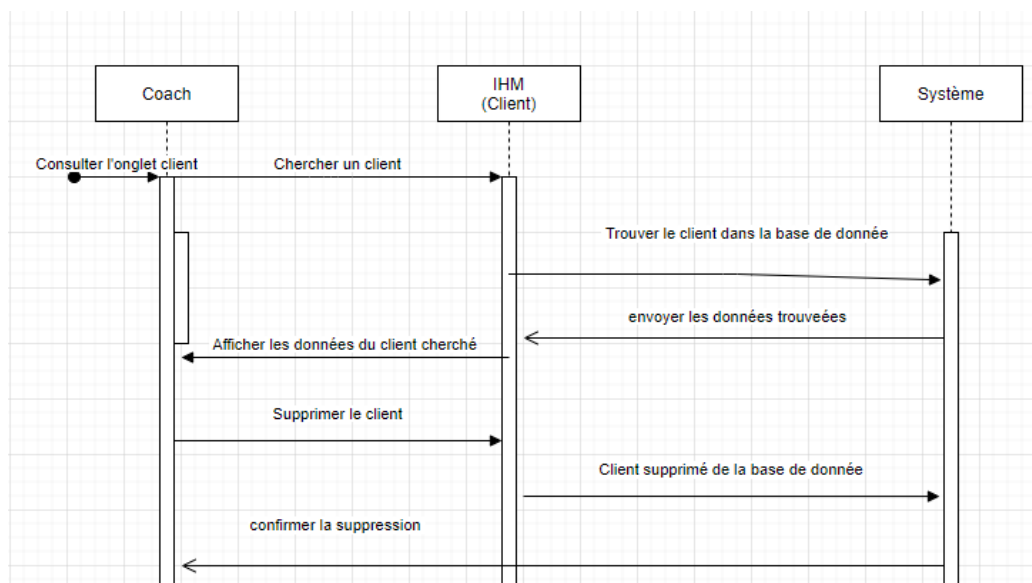 Coach
IHM
(Client)
Système
Consulter l'onglet client
Chercher un client
Trouver le client dans la base de donnée
envoyer les données trouveées
Afficher les données du client cherché
Supprimer le client
Client supprimé de la base de donnée
confirmer la suppression